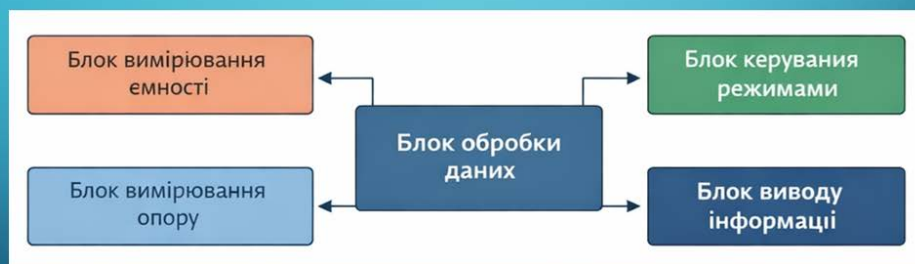 Блок вимірювання
ємності
Блок керування
режимами
Блок обробки
даних
Блок вимірювання
опору
Блок виводу
інформації